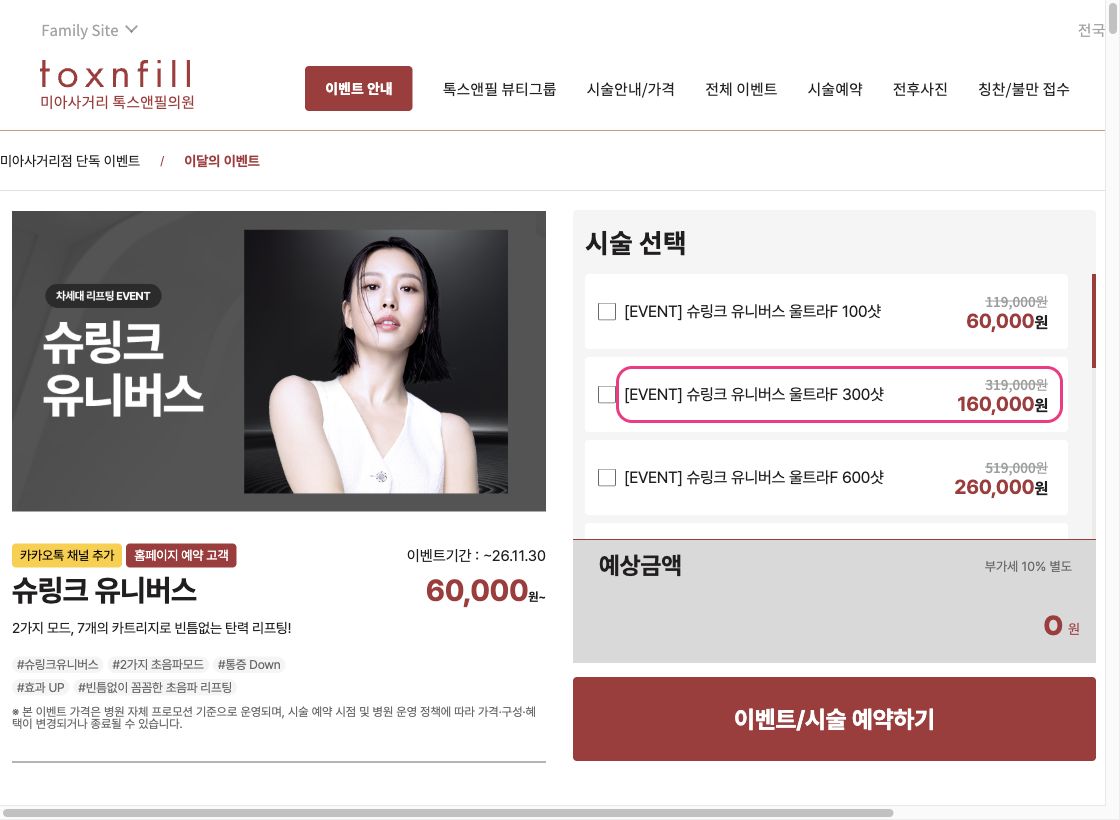 Family Site
전국
toxnfill
미아사거리 톡스앤필의원
이벤트 안내
톡스앤필 뷰티그룹
시술안내/가격
전체 이벤트
시술예약
전후사진
칭찬/불만 접수
미아사거리점 단독 이벤트 / 이달의 이벤트
차세대 리프팅 EVENT
슈링크
유니버스
카카오톡 채널 추가
홈페이지 예약 고객
이벤트기간 : ~26.11.30
슈링크 유니버스
60,000원~
2가지 모드, 7개의 카트리지로 빈틈없는 탄력 리프팅!
#슈링크유니버스 #2가지 초음파모드 #통증 Down
#효과 UP #빈틈없이 꼼꼼한 초음파 리프팅
※ 본 이벤트 가격은 병원 자체 프로모션 기준으로 운영되며, 시술 예약 시점 및 병원 운영 정책에 따라 가격·구성·혜
택이 변경되거나 종료될 수 있습니다.
시술 선택
[EVENT] 슈링크 유니버스 울트라F 100샷
119,000원
60,000원
[EVENT] 슈링크 유니버스 울트라F 300샷
319,000원
160,000원
[EVENT] 슈링크 유니버스 울트라F 600샷
519,000원
260,000원
예상금액
부가세 10% 별도
0 원
이벤트/시술 예약하기